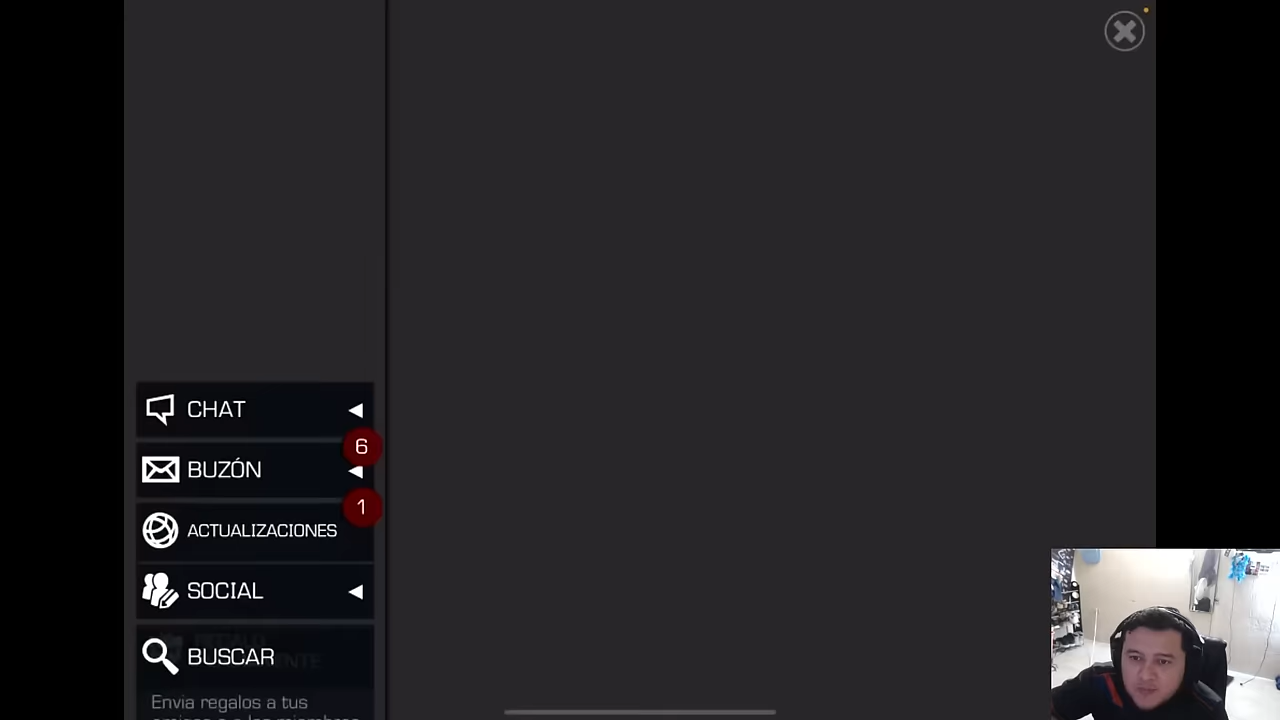 CHAT
6
BUZÓN
1
ACTUALIZACIONES
SOCIAL
BUSCAR
Envia regalos a tus